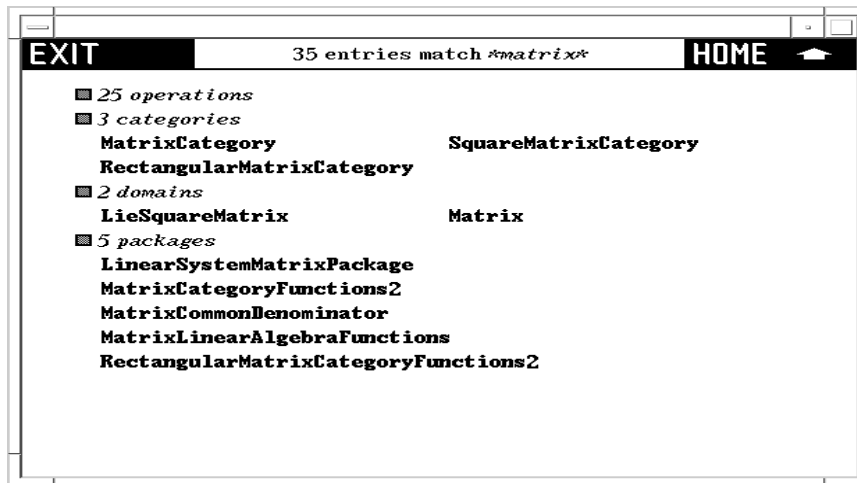 EXIT 35 entries match *matrix* HOME
25 operations
3 categories
MatrixCategory SquareMatrixCategory
RectangularMatrixCategory
2 domains
LieSquareMatrix Matrix
5 packages
LinearSystemMatrixPackage
MatrixCategoryFunctions2
MatrixCommonDenominator
MatrixLinearAlgebraFunctions
RectangularMatrixCategoryFunctions2